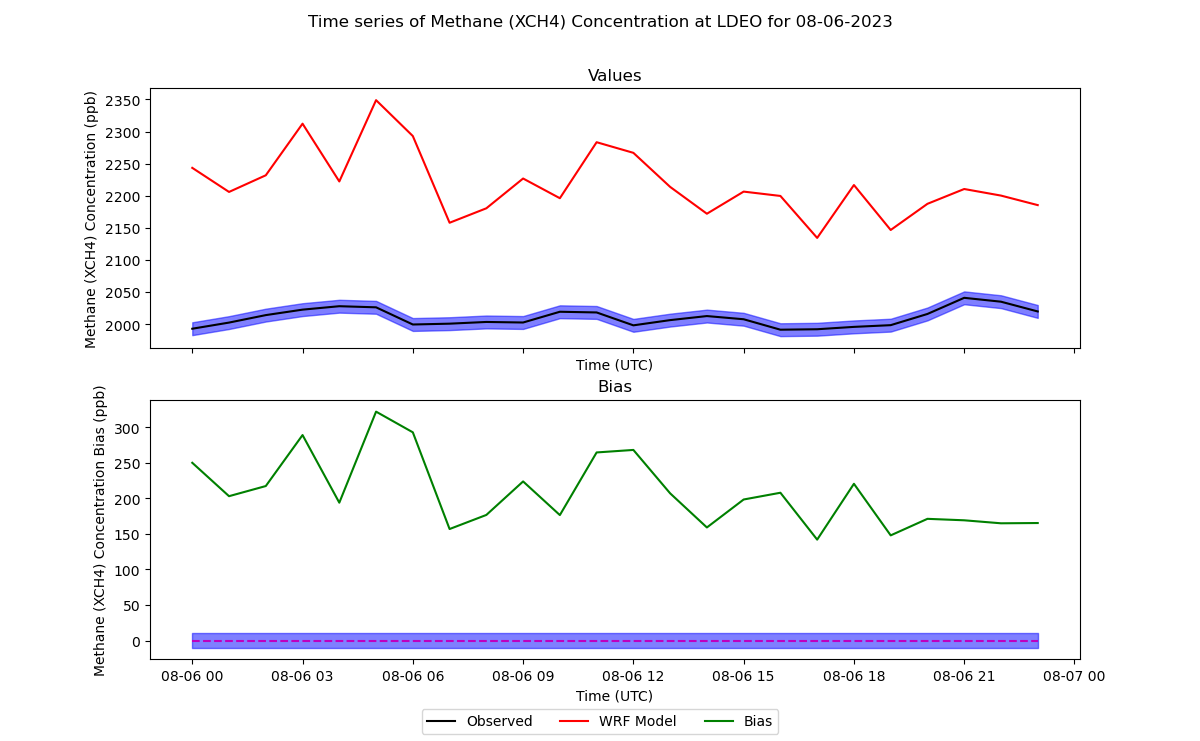 Time series of Methane (XCH4) Concentration at LDEO for 08-06-2023
Values
Methane (XCH4) Concentration (ppb)
2350
2300
2250
2200
2150
2100
2050
2000
Time (UTC)
Bias
Methane (XCH4) Concentration Bias (ppb)
300
250
200
150
100
50
0
08-06 00 08-06 03 08-06 06 08-06 09 08-06 12 08-06 15 08-06 18 08-06 21 08-07 00
Time (UTC)
Observed WRF Model Bias